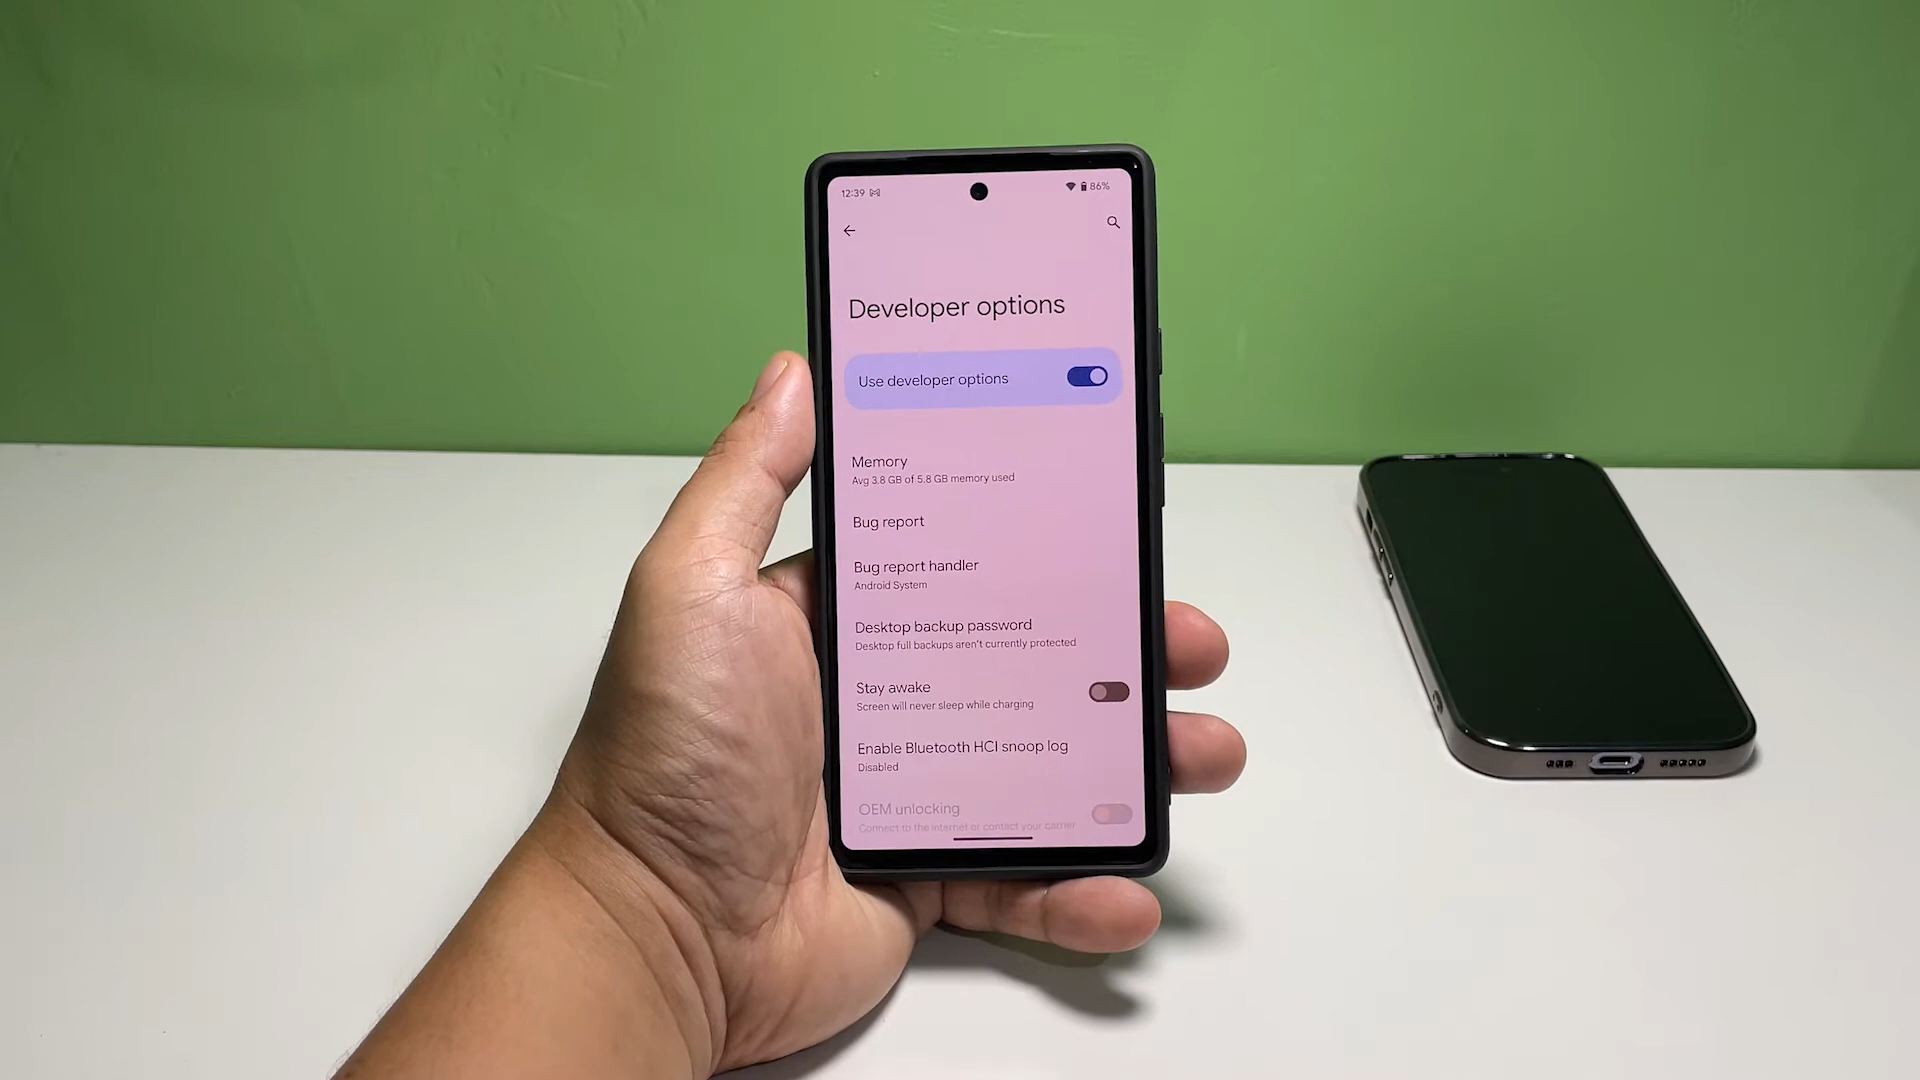 12:39
86%
Developer options
Use developer options
Memory
Avg 3.8 GB of 5.8 GB memory used
Bug report
Bug report handler
Android System
Desktop backup password
Desktop full backups aren't currently protected
Stay awake
Screen will never sleep while charging
Enable Bluetooth HCI snoop log
Disabled
OEM unlocking
Connect to the internet or contact your carrier